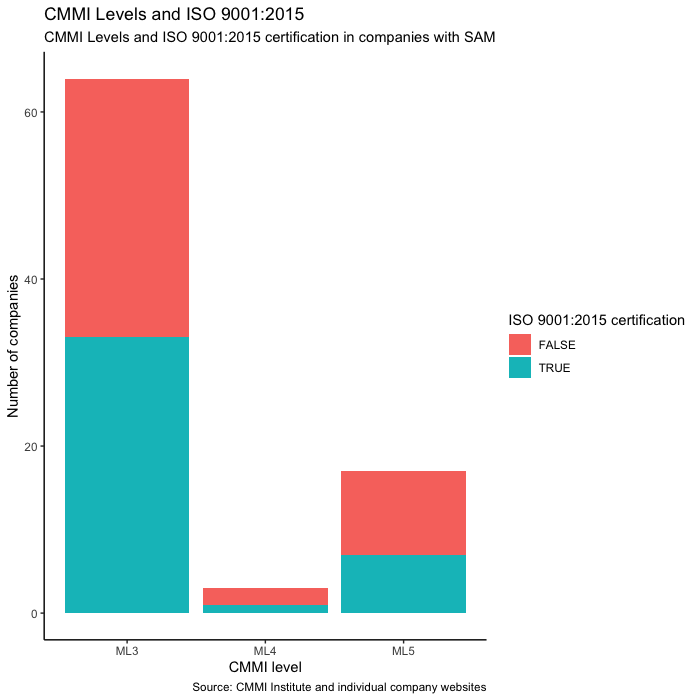 CMMI Levels and ISO 9001:2015
CMMI Levels and ISO 9001:2015 certification in companies with SAM
60
40
20
0
Number of companies
ML3 ML4 ML5
CMMI level
Source: CMMI Institute and individual company websites
ISO 9001:2015 certification
FALSE
TRUE